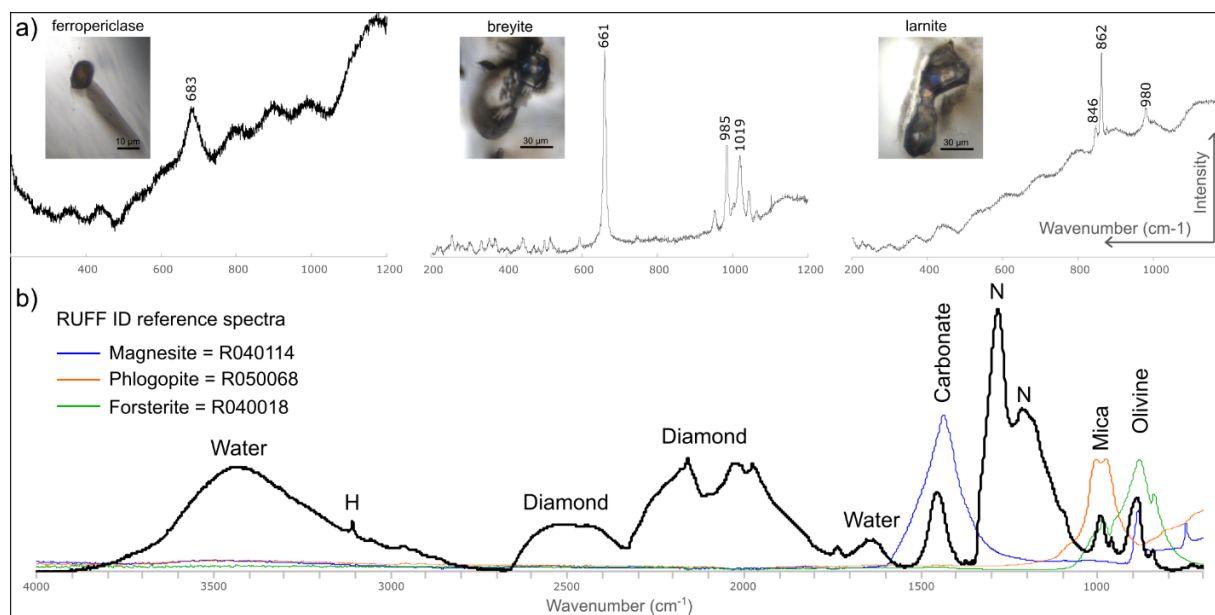 a)
ferropericlase
10 µm
683
400 600 800 1000 1200
breyite
30 µm
661
985
1019
200 400 600 800 1000 1200
larnite
30 µm
846
862
980
Intensity
Wavenumber (cm-1)
200 400 600 800 1000
b)
RUFF ID reference spectra
Magnesite = R040114
Phlogopite = R050068
Forsterite = R040018
Water
H
Diamond
Diamond
Water
Carbonate
N
N
Mica
Olivine
4000 3500 3000 2500 2000 1500 1000
Wavenumber (cm⁻¹)